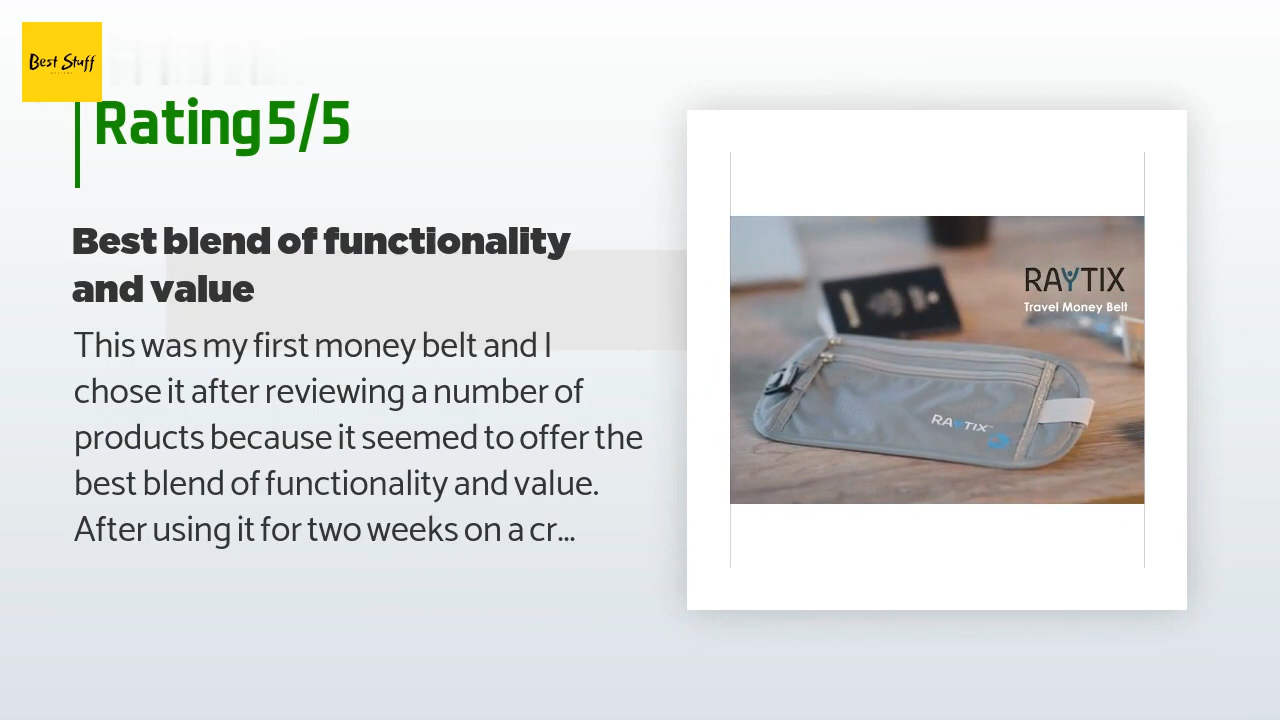 Best Stuff
Rating 5/5
Best blend of functionality
and value
This was my first money belt and I
chose it after reviewing a number of
products because it seemed to offer the
best blend of functionality and value.
After using it for two weeks on a cr...
RAYTIX
Travel Money Belt
RAYTIX